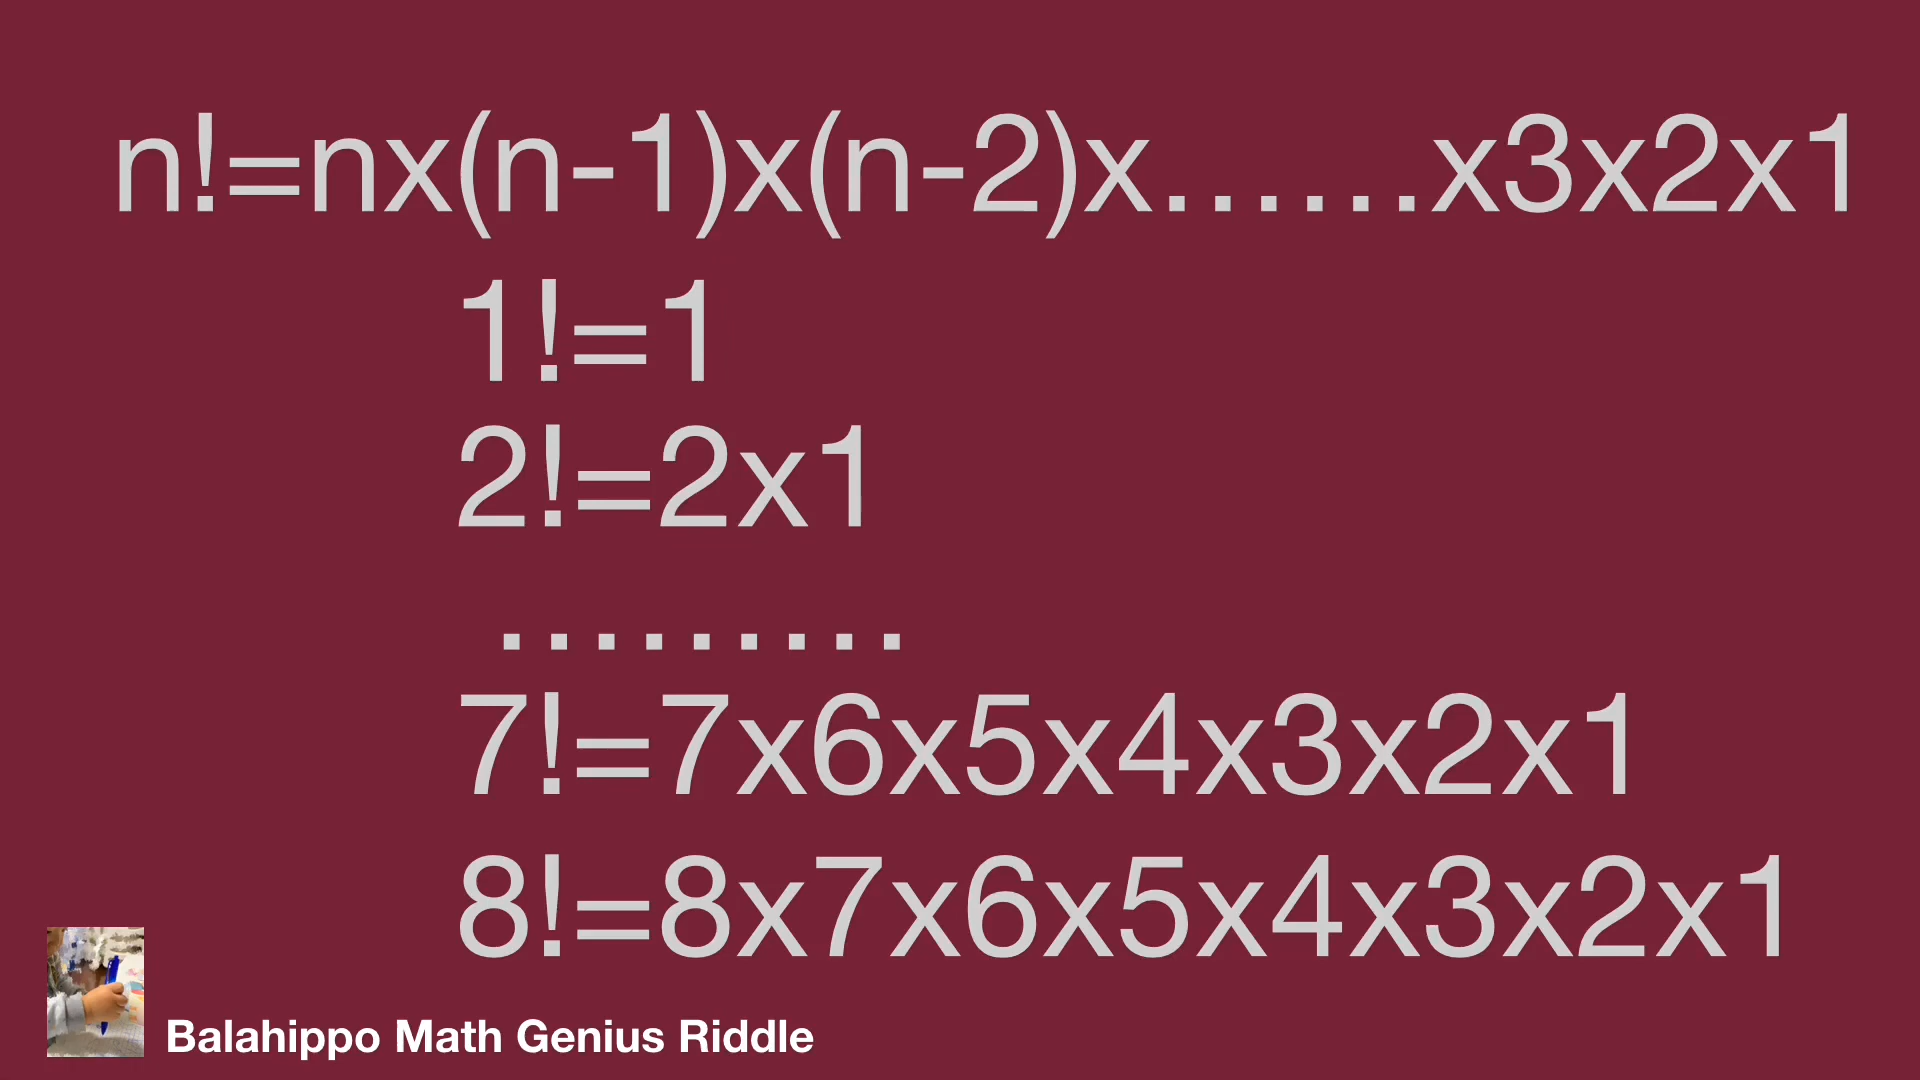 n!=nx(n-1)x(n-2)x......x3x2x1
1!=1
2!=2x1
.........
7!=7x6x5x4x3x2x1
8!=8x7x6x5x4x3x2x1
Balahippo Math Genius Riddle